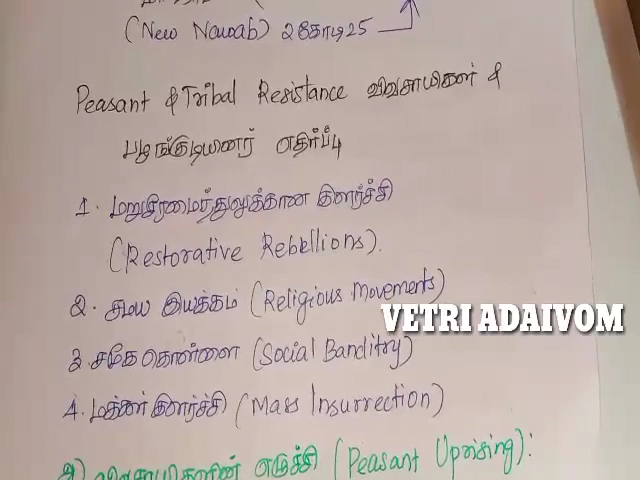 (New Nawab) 2கோடி25
Peasant & Tribal Resistance விவசாயிகள் &
பழங்குடியினர் எதிர்ப்பு
1. மறுசீரமைத்தலுக்கான கிளர்ச்சி
(Restorative Rebellions).
2. சமய இயக்கம் (Religious Movements)
VETRI ADAIVOM
3. சமூக கொள்ளை (Social Banditry)
4. மக்கள் கிளர்ச்சி (Mass Insurrection)
விவசாயிகளின் எழுச்சி (Peasant Uprising):